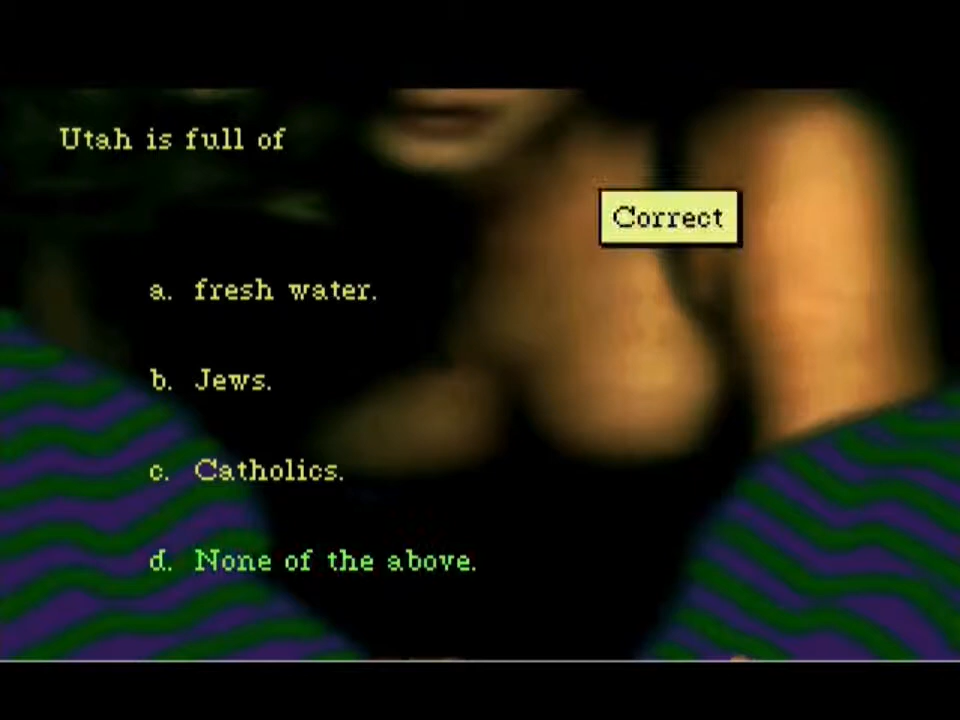 Utah is full of
Correct
a. fresh water.
b. Jews.
c. Catholics.
d. None of the above.